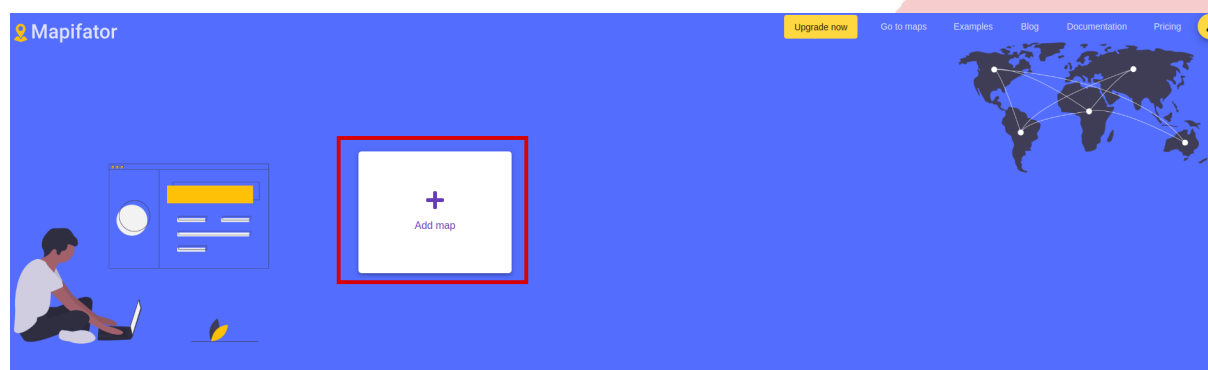 Mapifator
Upgrade now
Go to maps
Examples
Blog
Documentation
Pricing
Add map